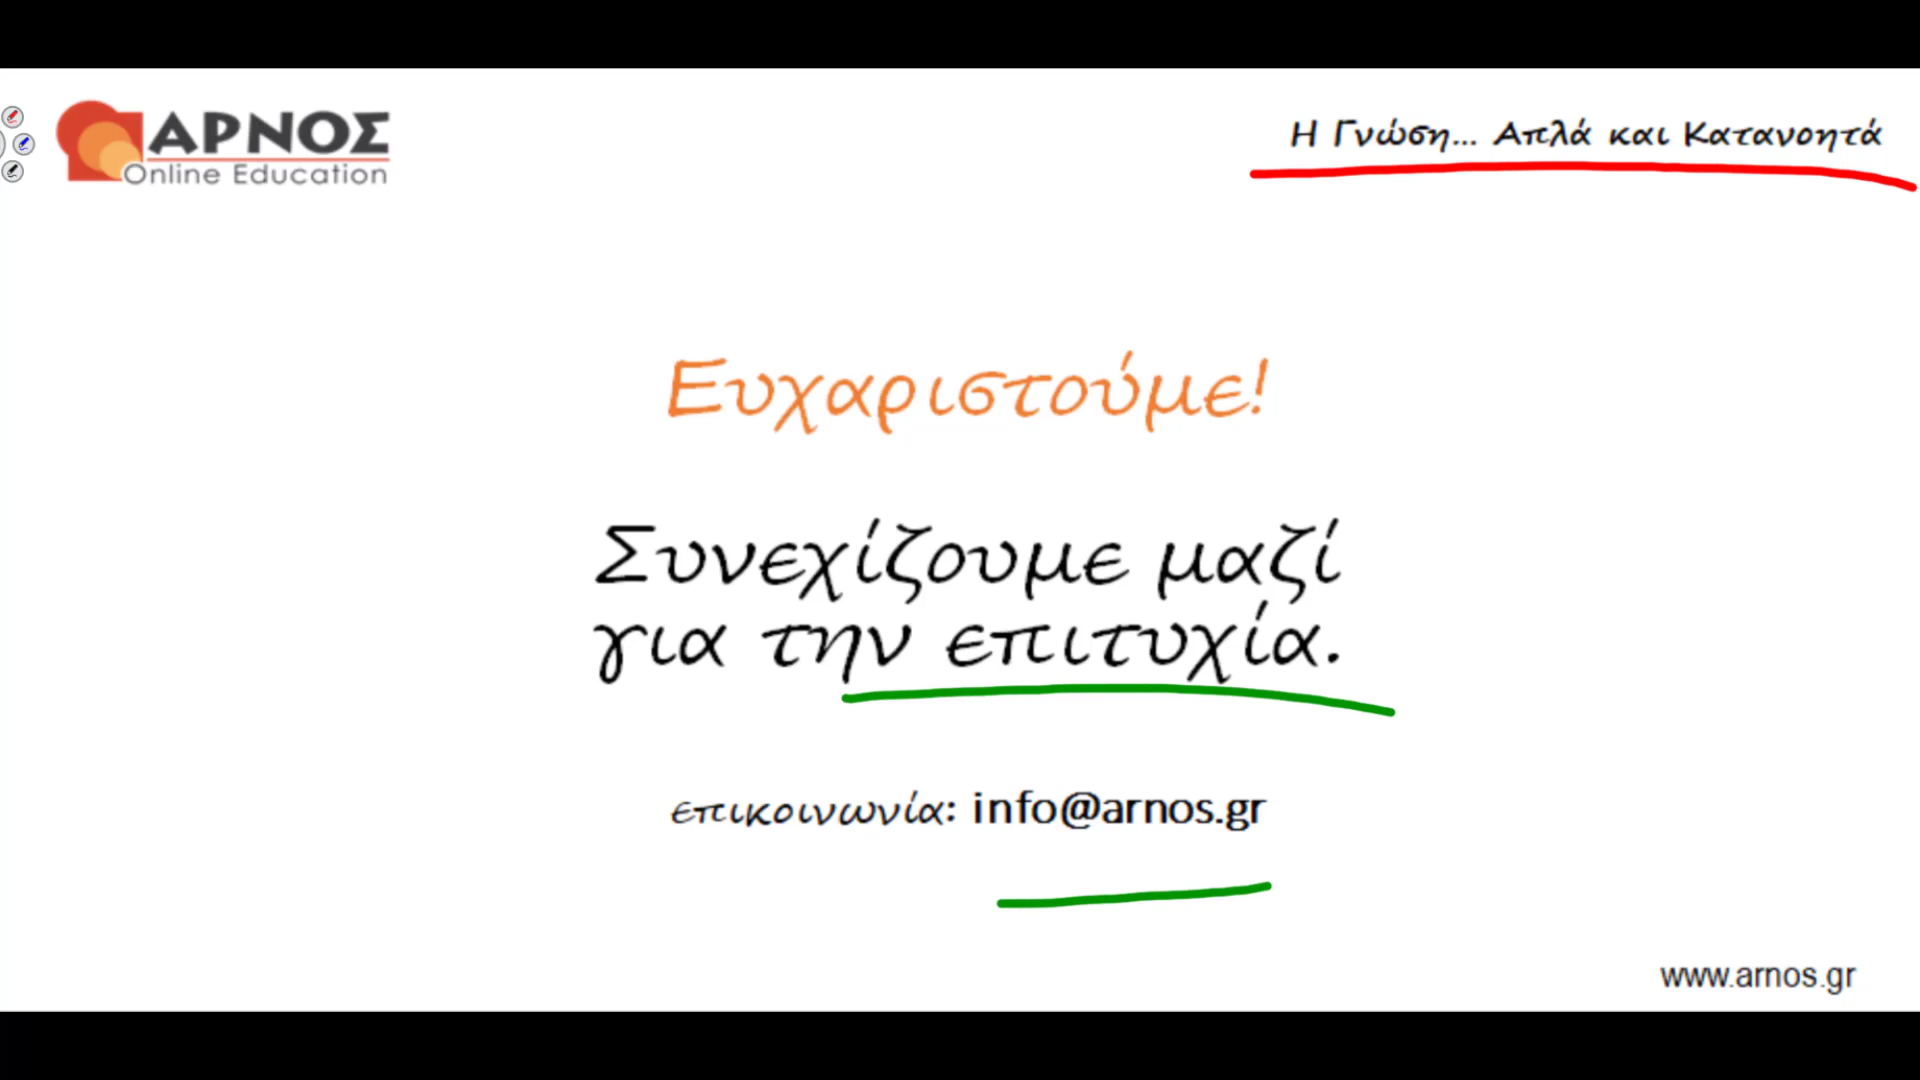 ΑΡΝΟΣ
Online Education
Η Γνώση... Απλά και Κατανοητά
Ευχαριστούμε!
Συνεχίζουμε μαζί
για την επιτυχία.
επικοινωνία: info@arnos.gr
www.arnos.gr